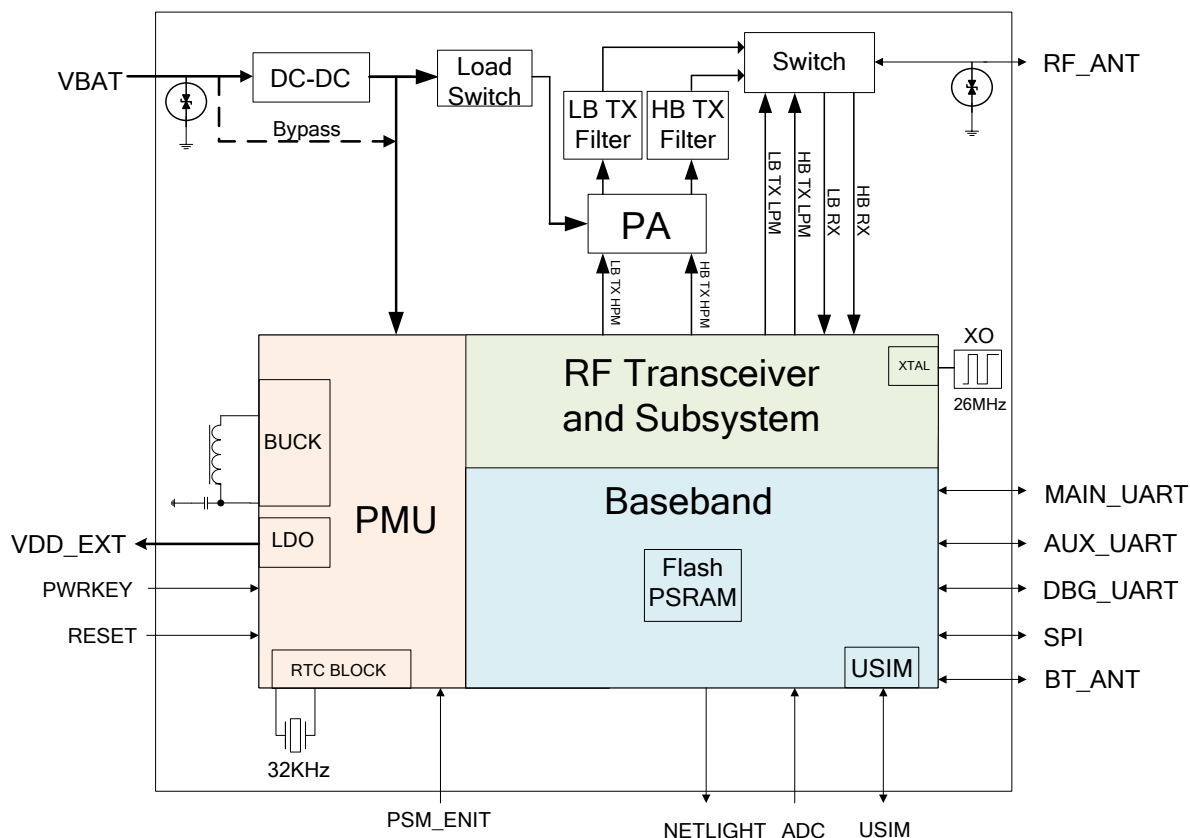 VBAT
DC-DC
Load
Switch
Bypass
LB TX
Filter
HB TX
Filter
Switch
RF_ANT
PA
LB TX HPM
HB TX HPM
LB TX LPM
HB TX LPM
LB RX
HB RX
RF Transceiver
and Subsystem
XTAL
XO
26MHz
BUCK
PMU
LDO
VDD_EXT
PWRKEY
RESET
RTC BLOCK
32KHz
Baseband
Flash
PSRAM
USIM
MAIN_UART
AUX_UART
DBG_UART
SPI
BT_ANT
PSM_ENIT
NETLIGHT
ADC
USIM